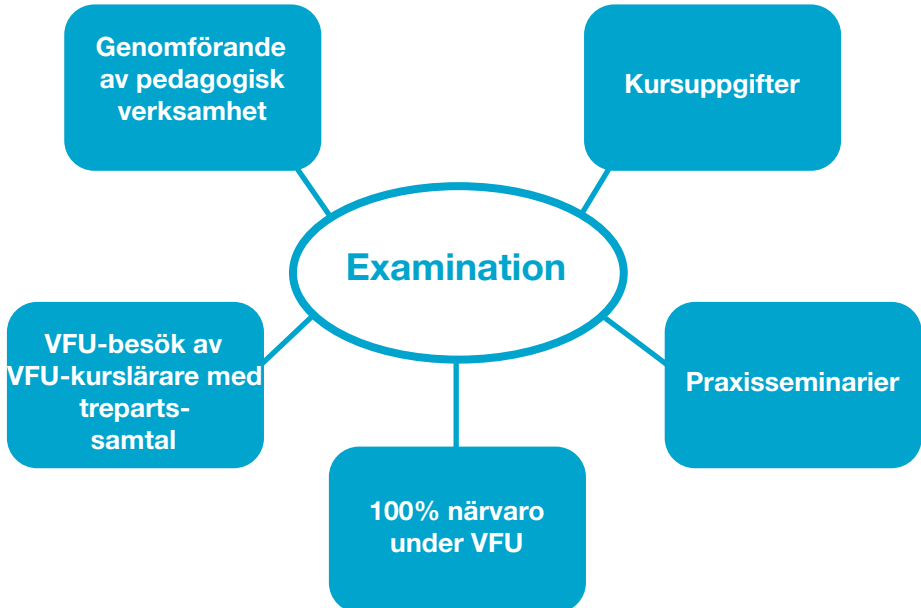 Genomförande
av pedagogisk
verksamhet
Kursuppgifter
Examination
VFU-besök av
VFU-kurslärare med
treparts-
samtal
Praxisseminarier
100% närvaro
under VFU